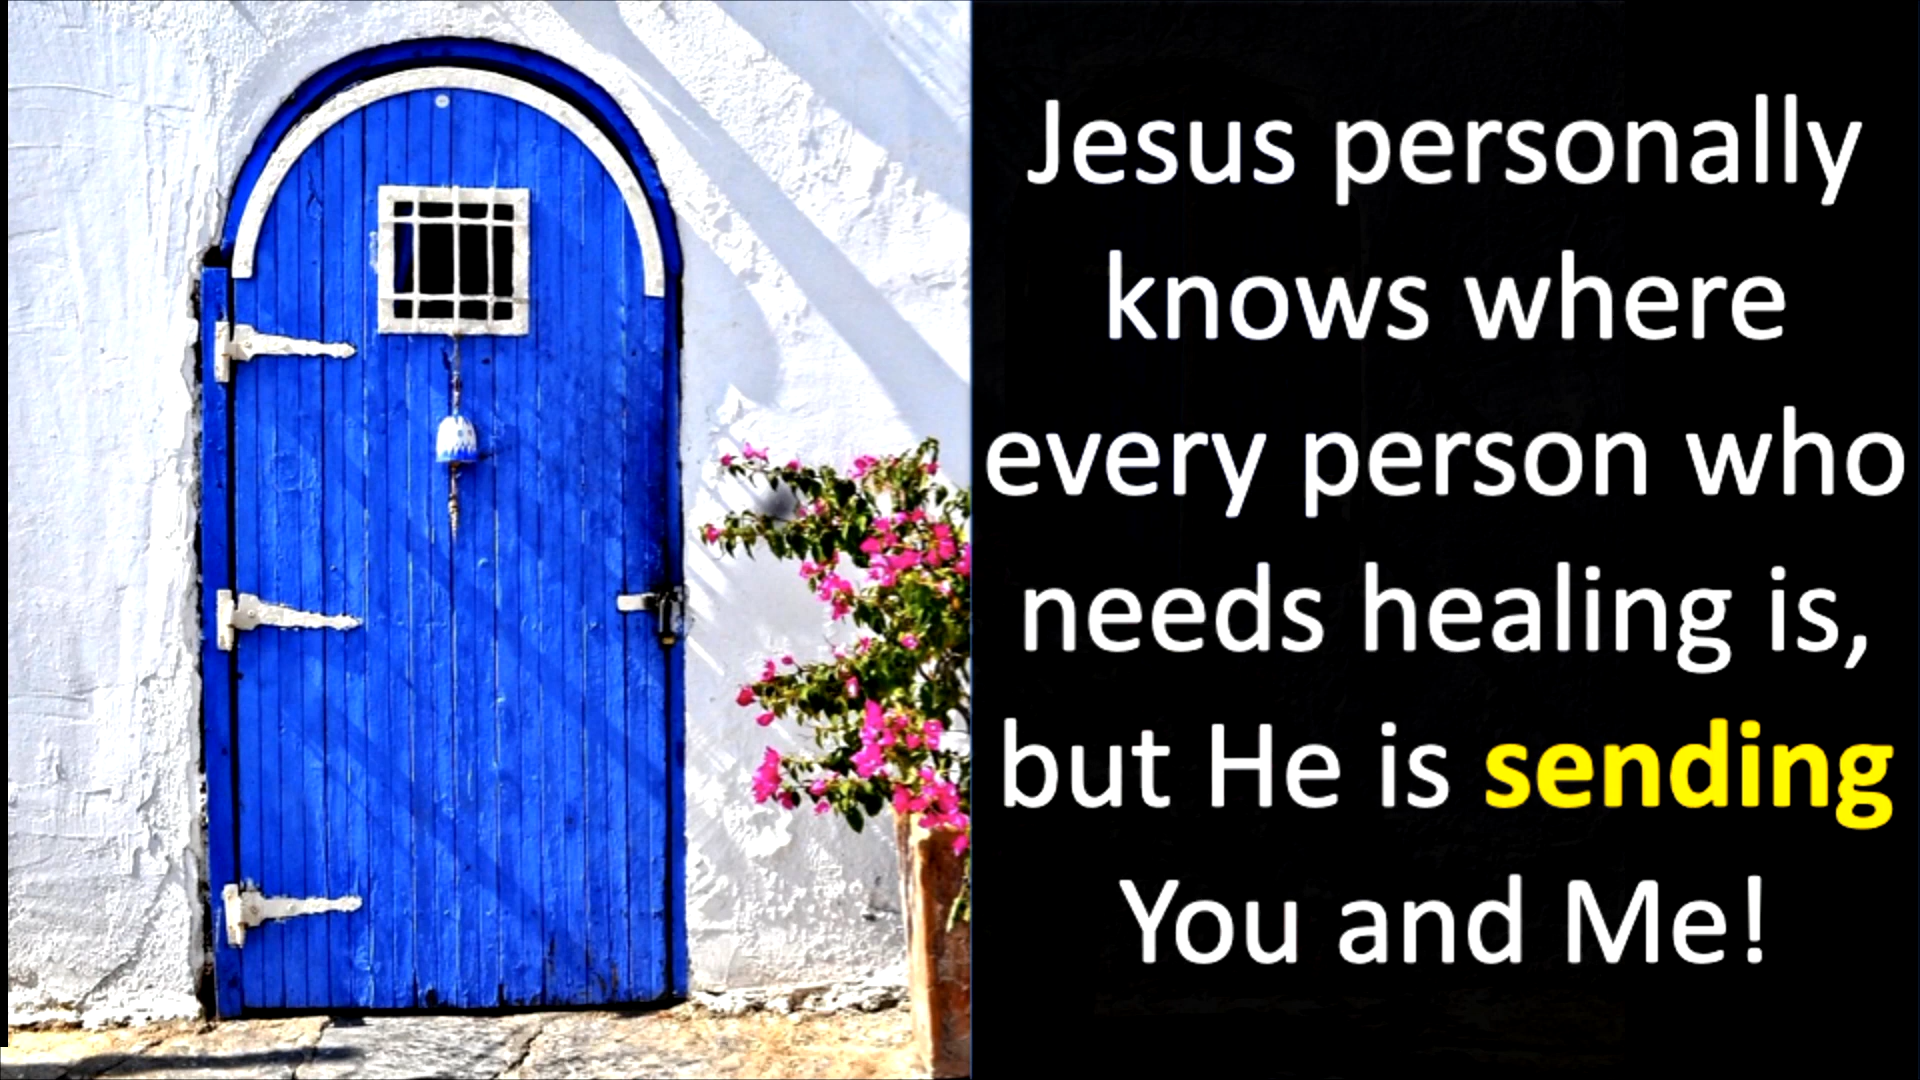 Jesus personally
knows where
every person who
needs healing is,
but He is sending
You and Me!